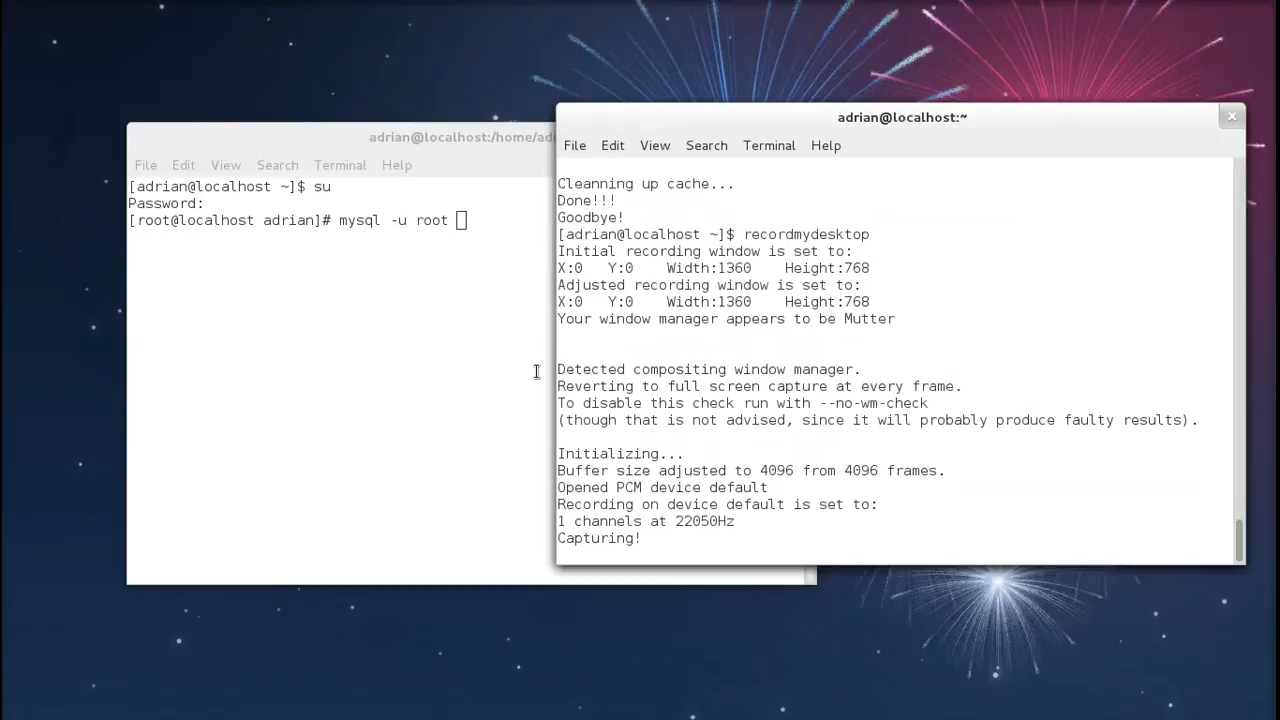 adrian@localhost:/home/ad
File Edit View Search Terminal Help
[adrian@localhost ~]$ su
Password:
[root@localhost adrian]# mysql -u root
adrian@localhost:~
File Edit View Search Terminal Help
Cleanning up cache...
Done!!!
Goodbye!
[adrian@localhost ~]$ recordmydesktop
Initial recording window is set to:
X:0 Y:0 Width:1360 Height:768
Adjusted recording window is set to:
X:0 Y:0 Width:1360 Height:768
Your window manager appears to be Mutter
Detected compositing window manager.
Reverting to full screen capture at every frame.
To disable this check run with --no-wm-check
(though that is not advised, since it will probably produce faulty results).
Initializing...
Buffer size adjusted to 4096 from 4096 frames.
Opened PCM device default
Recording on device default is set to:
1 channels at 22050Hz
Capturing!